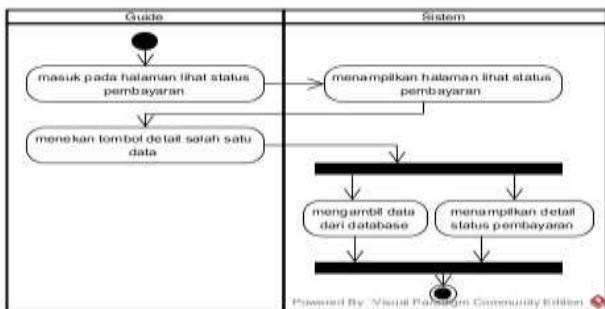 Guide
Sistem
masuk pada halaman lihat status
pembayaran
menampilkan halaman lihat status
pembayaran
menekan tombol detail salah satu
data
mengambil data
dari database
menampilkan detail
status pembayaran
Powered By Visual Paradigm Community Edition